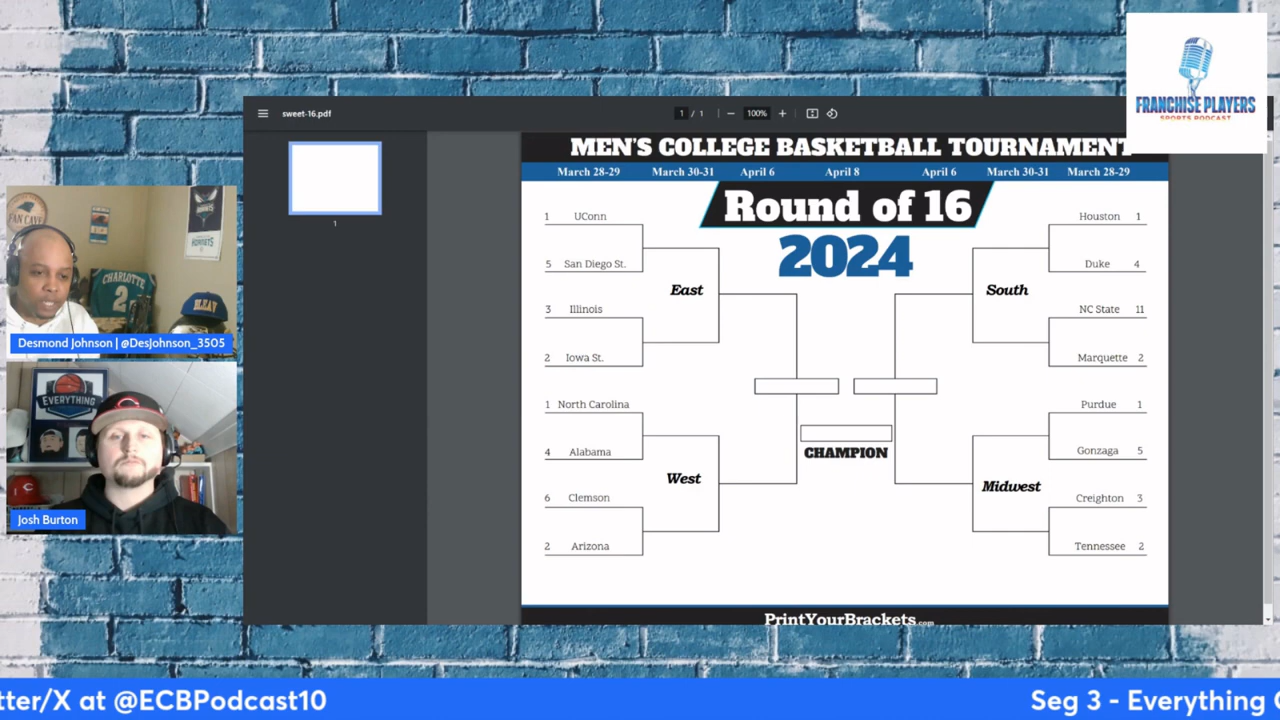 FRANCHISE PLAYERS
SPORTS PODCAST
sweet-16.pdf
1 / 1
100%
1
MEN'S COLLEGE BASKETBALL TOURNAMENT
March 28-29 March 30-31 April 6 April 8 April 6 March 30-31 March 28-29
Round of 16
2024
1 UConn
5 San Diego St.
East
3 Illinois
2 Iowa St.
1 North Carolina
4 Alabama
West
6 Clemson
2 Arizona
Houston 1
Duke 4
South
NC State 11
Marquette 2
Purdue 1
Gonzaga 5
Midwest
Creighton 3
Tennessee 2
CHAMPION
PrintYourBrackets.com
FAN CAVE
HORNETS
CHARLOTTE
2
Desmond Johnson | @DesJohnson_3505
EVERYTHING
Josh Burton
tter/X at @ECBPodcast10
Seg 3 - Everything C